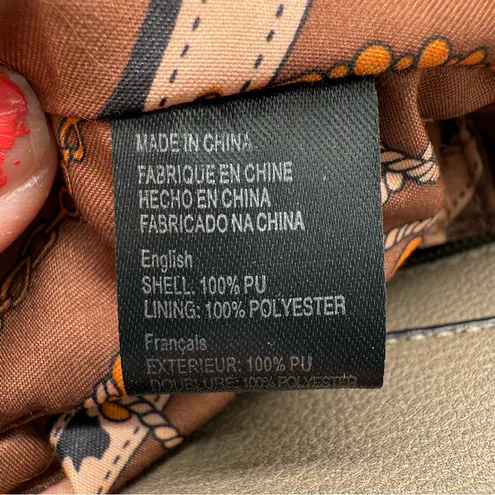 MADE IN CHINA
FABRIQUE EN CHINE
HECHO EN CHINA
FABRICADO NA CHINA
English
SHELL: 100% PU
LINING: 100% POLYESTER
Français
EXTERIEUR: 100% PU
DOUBLURE: 100% POLYESTER